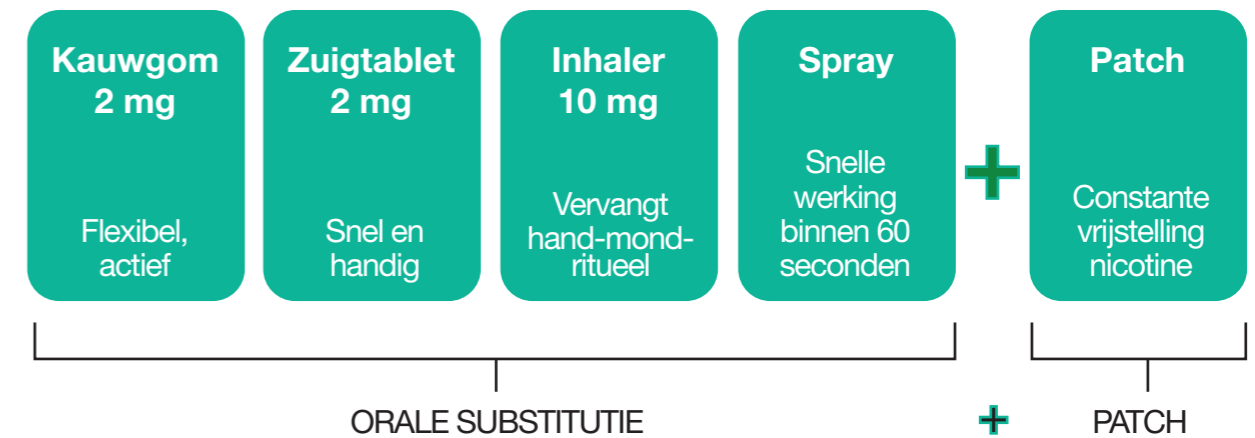 Kauwgom
2 mg
Flexibel,
actief
Zuigtablet
2 mg
Snel en
handig
Inhaler
10 mg
Vervangt
hand-mond-
ritueel
Spray
Snelle
werking
binnen 60
seconden
+
Patch
Constante
vrijstelling
nicotine
ORALE SUBSTITUTIE + PATCH